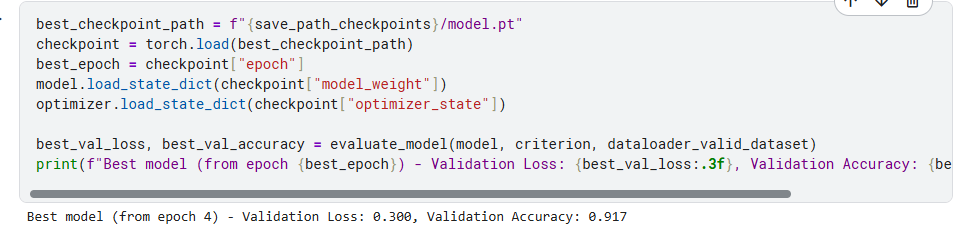 best_checkpoint_path = f"{save_path_checkpoints}/model.pt"
checkpoint = torch.load(best_checkpoint_path)
best_epoch = checkpoint["epoch"]
model.load_state_dict(checkpoint["model_weight"])
optimizer.load_state_dict(checkpoint["optimizer_state"])
best_val_loss, best_val_accuracy = evaluate_model(model, criterion, dataloader_valid_dataset)
print(f"Best model (from epoch {best_epoch}) - Validation Loss: {best_val_loss:.3f}, Validation Accuracy: {be
Best model (from epoch 4) - Validation Loss: 0.300, Validation Accuracy: 0.917